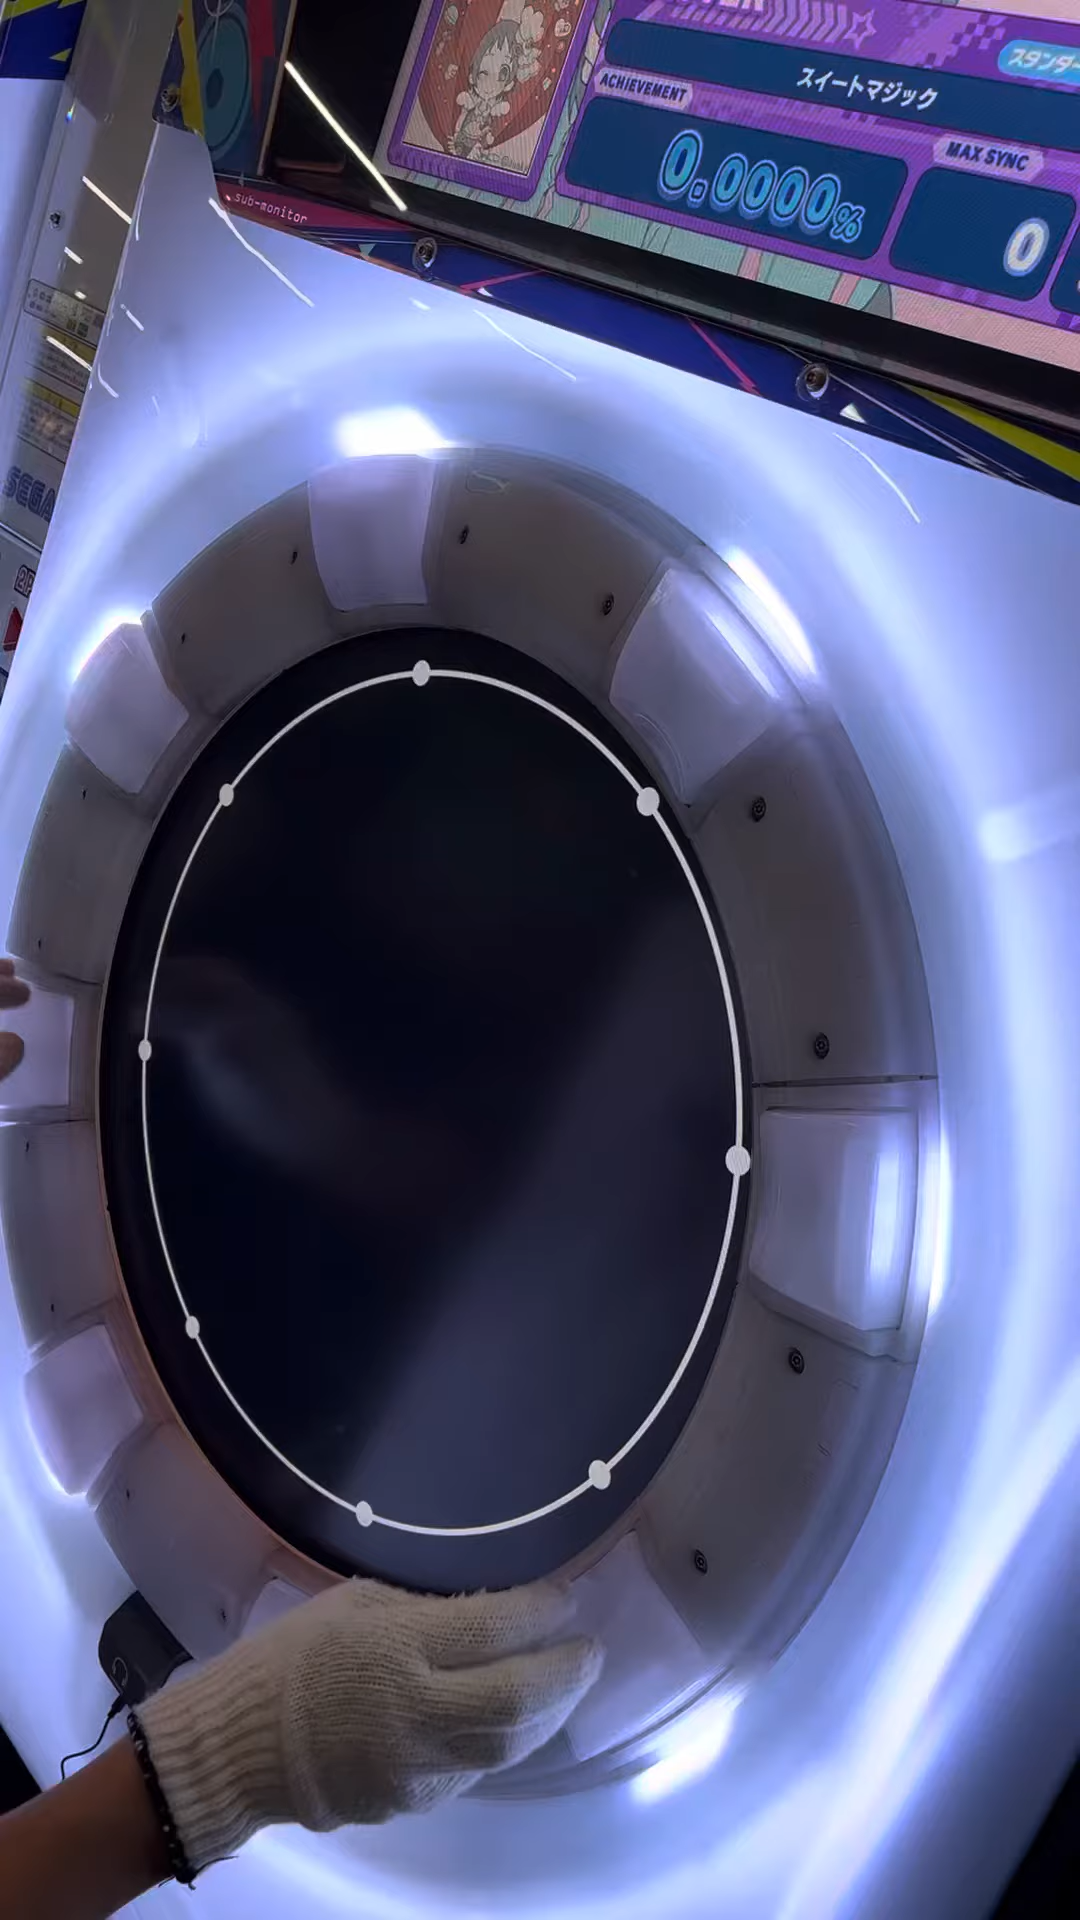 スタンダー
スイートマジック
ACHIEVEMENT
0.0000%
MAX SYNC
0
sub-monitor
SEGA
2P